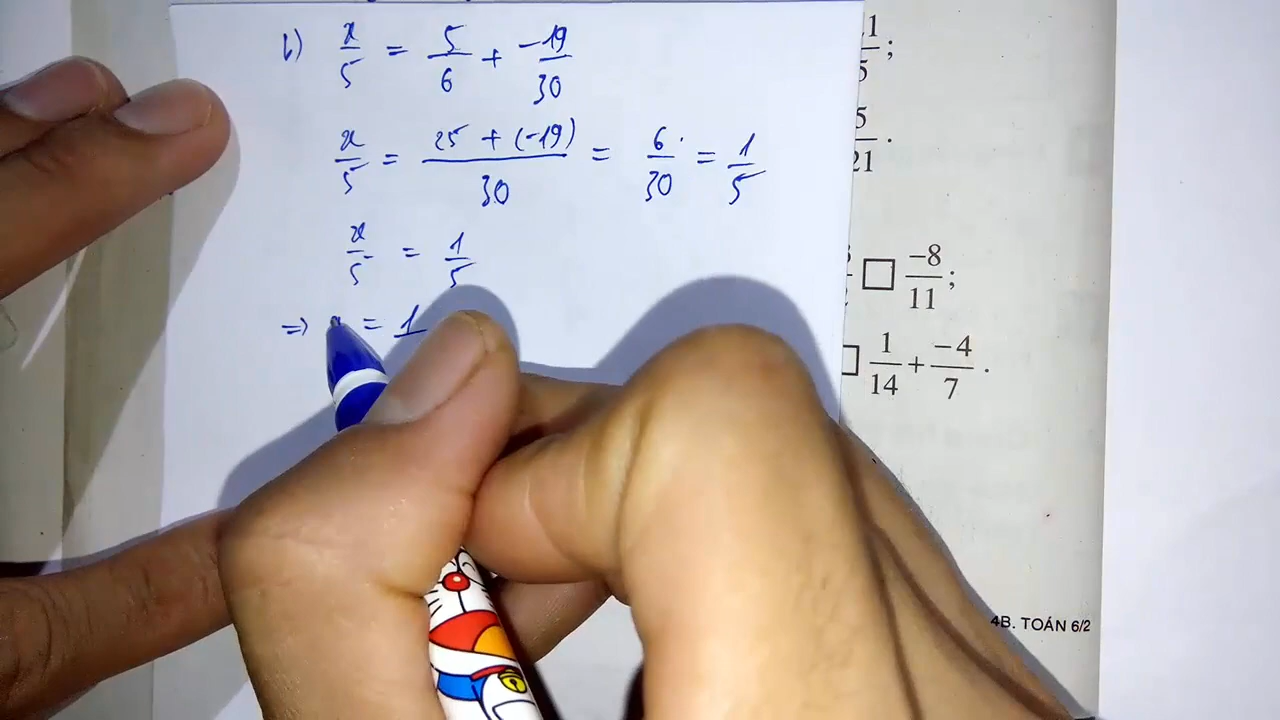 b) x/5 = 5/6 + -19/30
x/5 = 25 + (-19)/30 = 6/30 = 1/5
x/5 = 1/5
=> x = 1
1/5;
5/21.
□ -8/11;
□ 1/14 + -4/7.
4B. TOÁN 6/2